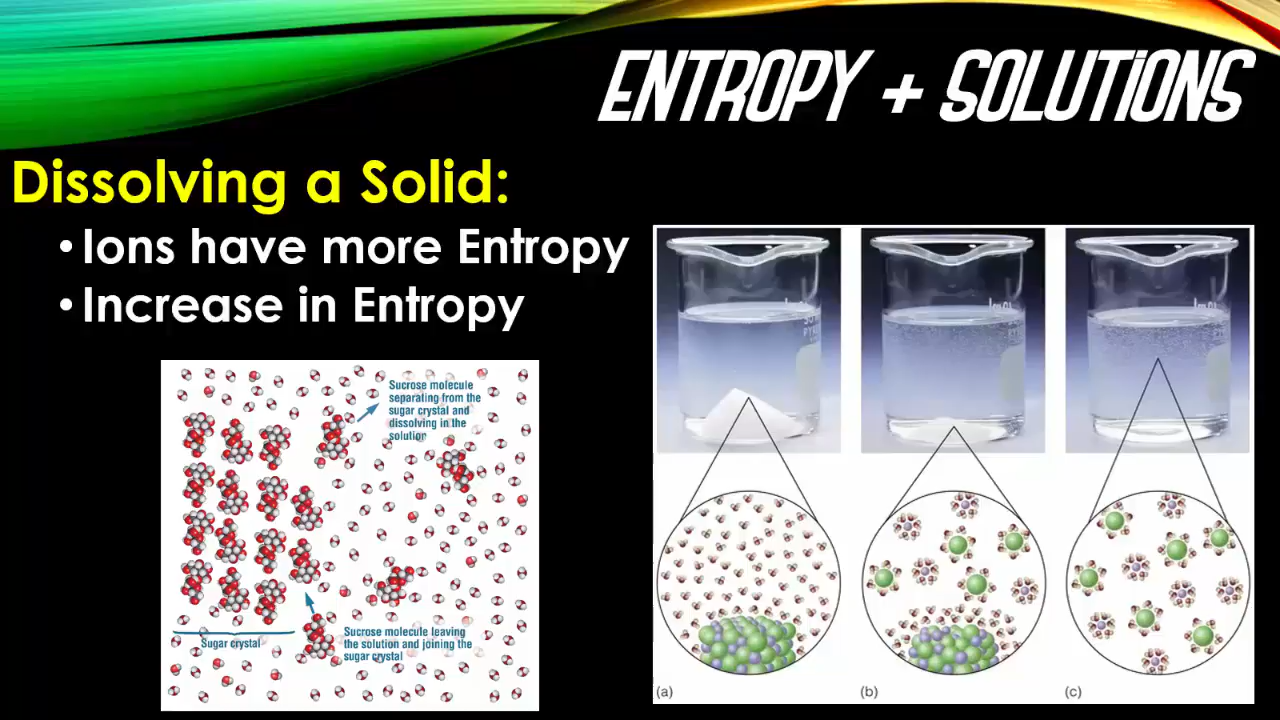 ENTROPY + SOLUTIONS
Dissolving a Solid:
• Ions have more Entropy
• Increase in Entropy
Sucrose molecule
separating from the
sugar crystal and
dissolving in the
solution
Sugar crystal
Sucrose molecule leaving
the solution and joining the
sugar crystal
(a)
(b)
(c)